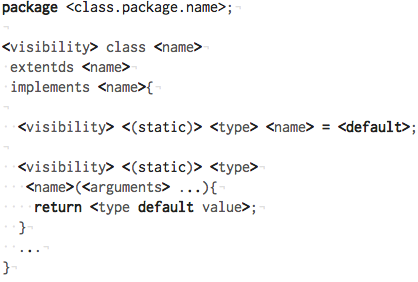 package <class.package.name>;
<visibility> class <name>
extentds <name>
implements <name>{
<visibility> <(static)> <type> <name> = <default>;
<visibility> <(static)> <type>
<name>(<arguments> ...){
return <type default value>;
}
...
}